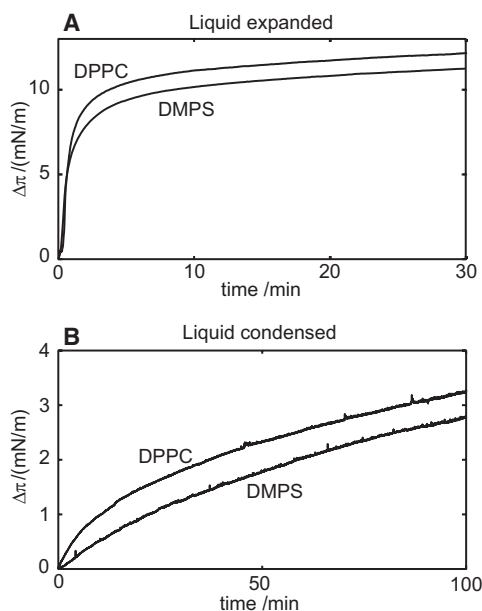 A
Liquid expanded
DPPC
DMPS
Δπ/(mN/m)
10
5
0
0
10
20
30
time /min
B
Liquid condensed
DPPC
DMPS
Δπ/(mN/m)
4
3
2
1
0
0
50
100
time /min